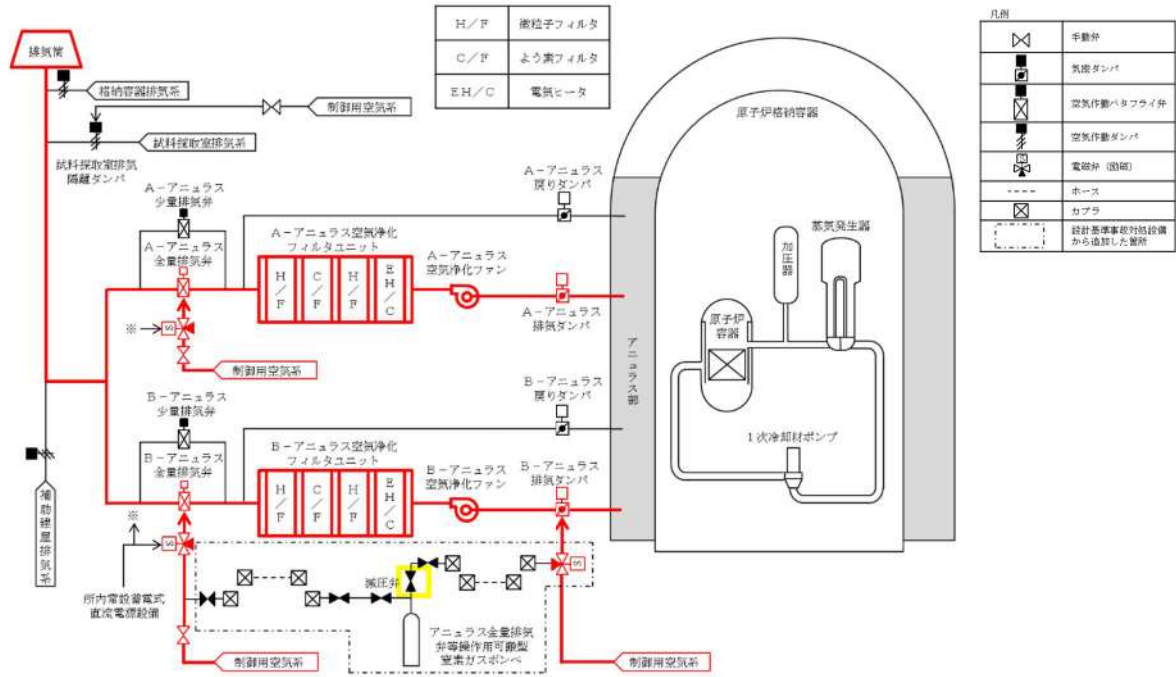 H/F 微粒子フィルタ
C/F よう素フィルタ
EH/C 電気ヒータ
凡例
手動弁
気密ダンパ
空気作動バタフライ弁
空気作動ダンパ
電磁弁（励磁）
ホース
カプラ
設計基準事故対処設備
から追加した箇所
排気筒
格納容器排気系
制御用空気系
試料採取室排気系
試料採取室排気
隔離ダンパ
A-アニュラス
少量排気弁
A-アニュラス
全量排気弁
A-アニュラス空気浄化
フィルタユニット
H/F
C/F
H/F
EH/C
A-アニュラス
空気浄化ファン
A-アニュラス
戻りダンパ
A-アニュラス
排気ダンパ
※
S
制御用空気系
原子炉格納容器
アニュラス部
蒸気発生器
加圧器
原子炉
容器
1次冷却材ポンプ
B-アニュラス
少量排気弁
B-アニュラス
全量排気弁
B-アニュラス空気浄化
フィルタユニット
H/F
C/F
H/F
EH/C
B-アニュラス
空気浄化ファン
B-アニュラス
戻りダンパ
B-アニュラス
排気ダンパ
補助建屋排気系
※
S
S
所内常設蓄電式
直流電源設備
減圧弁
アニュラス全量排気
弁等操作用可搬型
窒素ガスボンベ
制御用空気系
制御用空気系